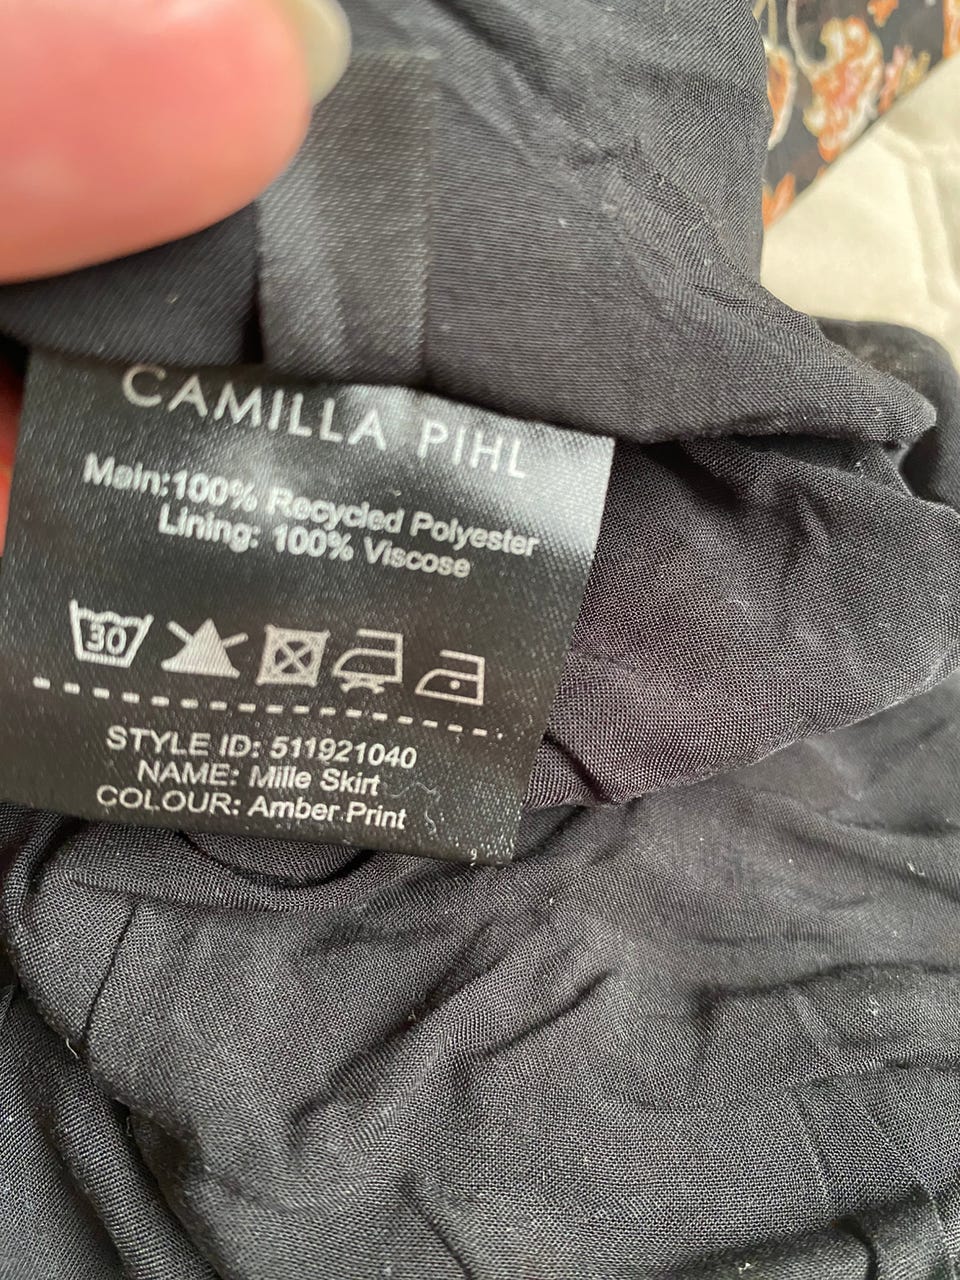 CAMILLA PIHL
Main:100% Recycled Polyester
Lining: 100% Viscose
30
STYLE ID: 511921040
NAME: Mille Skirt
COLOUR: Amber Print